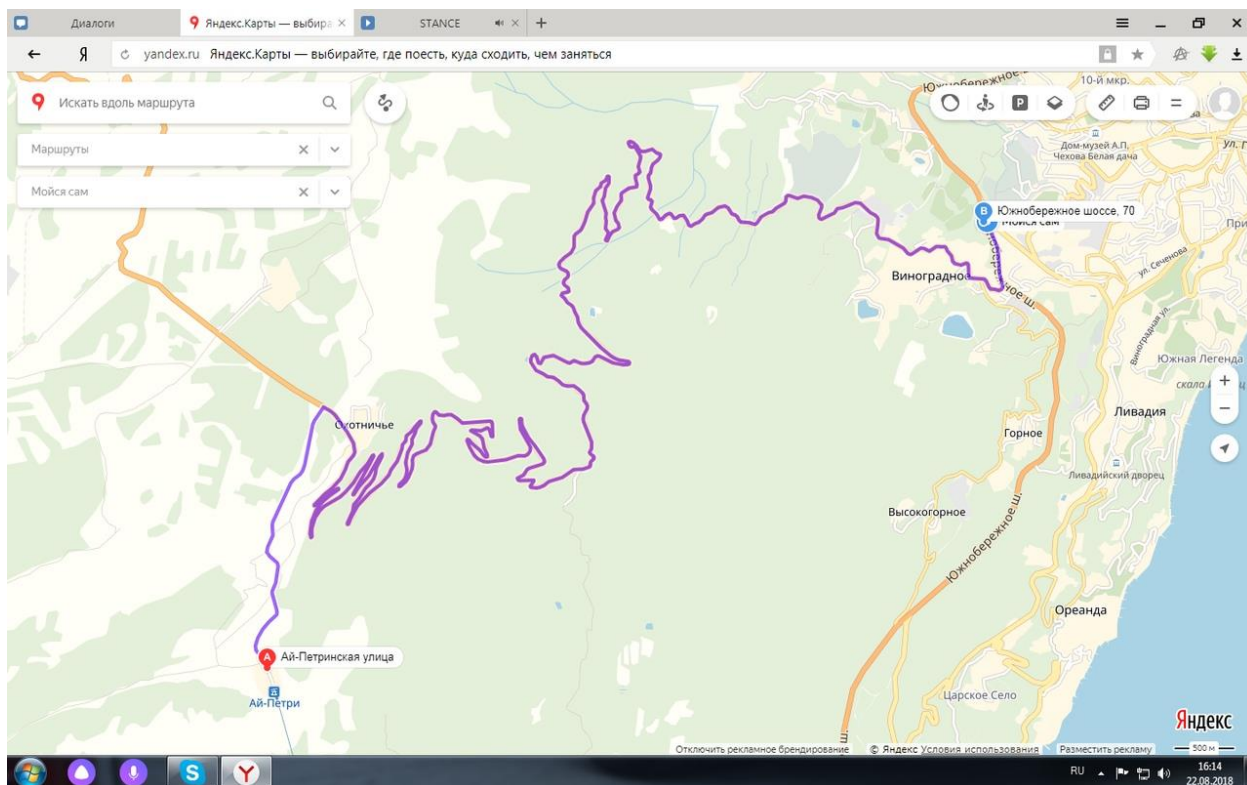 Диалоги
Яндекс.Карты — выбира
STANCE
Я
yandex.ru Яндекс.Карты — выбирайте, где поесть, куда сходить, чем заняться
Искать вдоль маршрута
Маршруты
Мойся сам
10-й мкр.
P
Дом-музей А.П.
Чехова Белая дача
B
Южнобережное шоссе, 70
Мойся сам
ул. Сеченова
Виноградное
Виноградная ул.
Южная Легенда
скала
Ливадия
Охотничье
Горное
Ливадийский дворец
Высокогорное
Южнобережное ш.
Ореанда
A
Ай-Петринская улица
Ай-Петри
Царское Село
Яндекс
Отключить рекламное брендирование
© Яндекс Условия использования
Разместить рекламу
500 м
S
Y
RU
16:14
22.08.2018